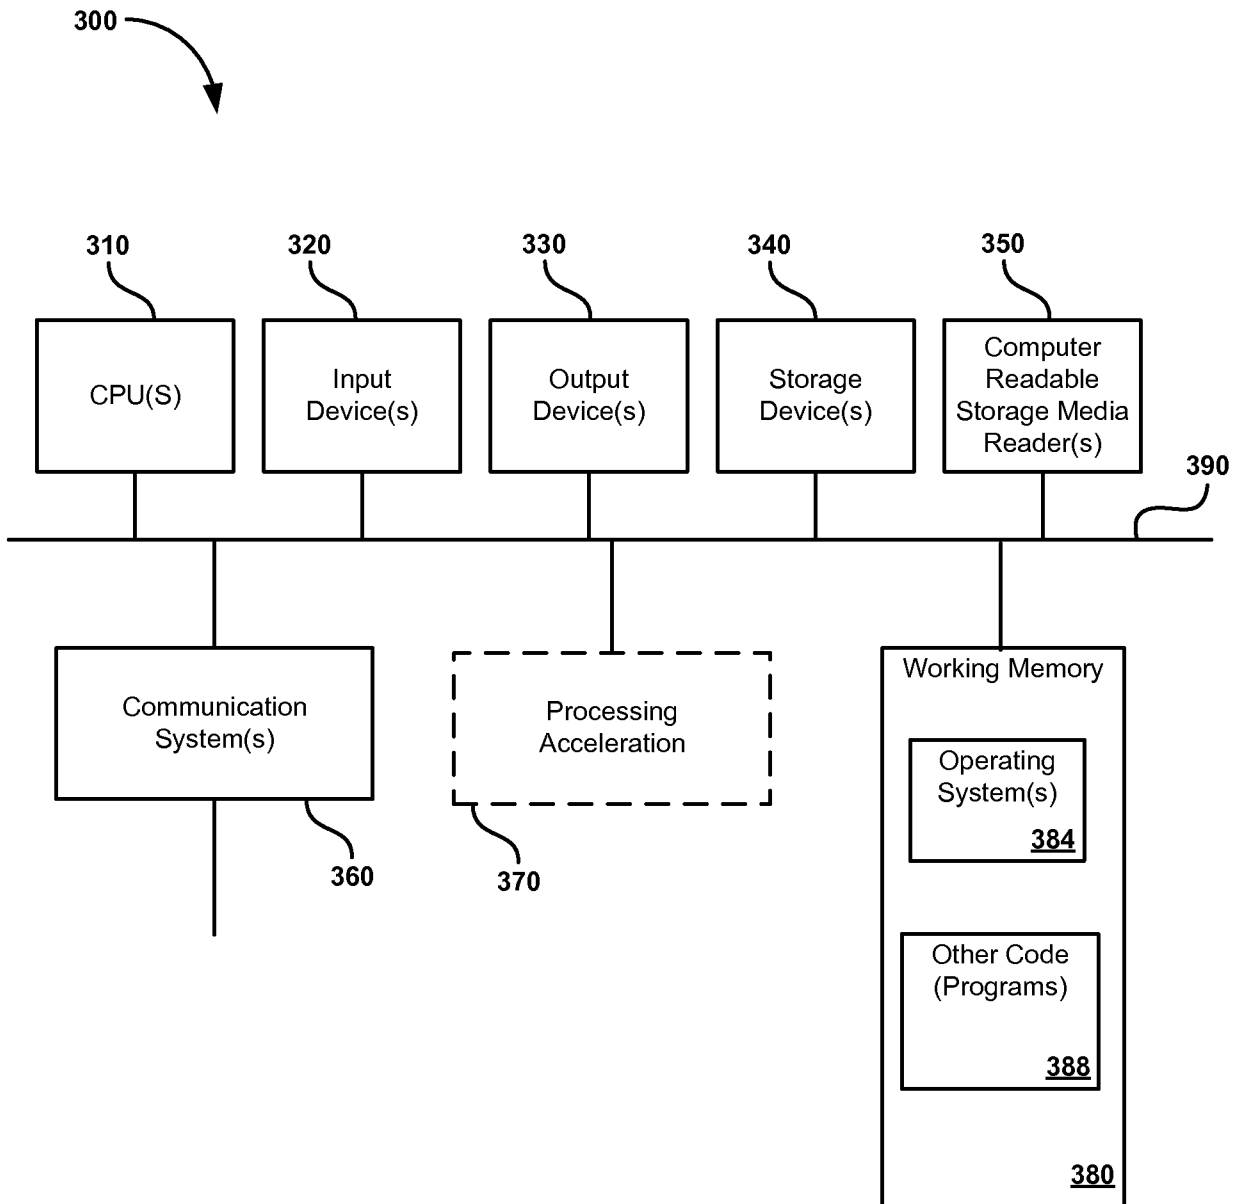 300
310
320
330
340
350
CPU(S)
Input
Device(s)
Output
Device(s)
Storage
Device(s)
Computer
Readable
Storage Media
Reader(s)
390
Communication
System(s)
360
Processing
Acceleration
370
Working Memory
Operating
System(s)
384
Other Code
(Programs)
388
380